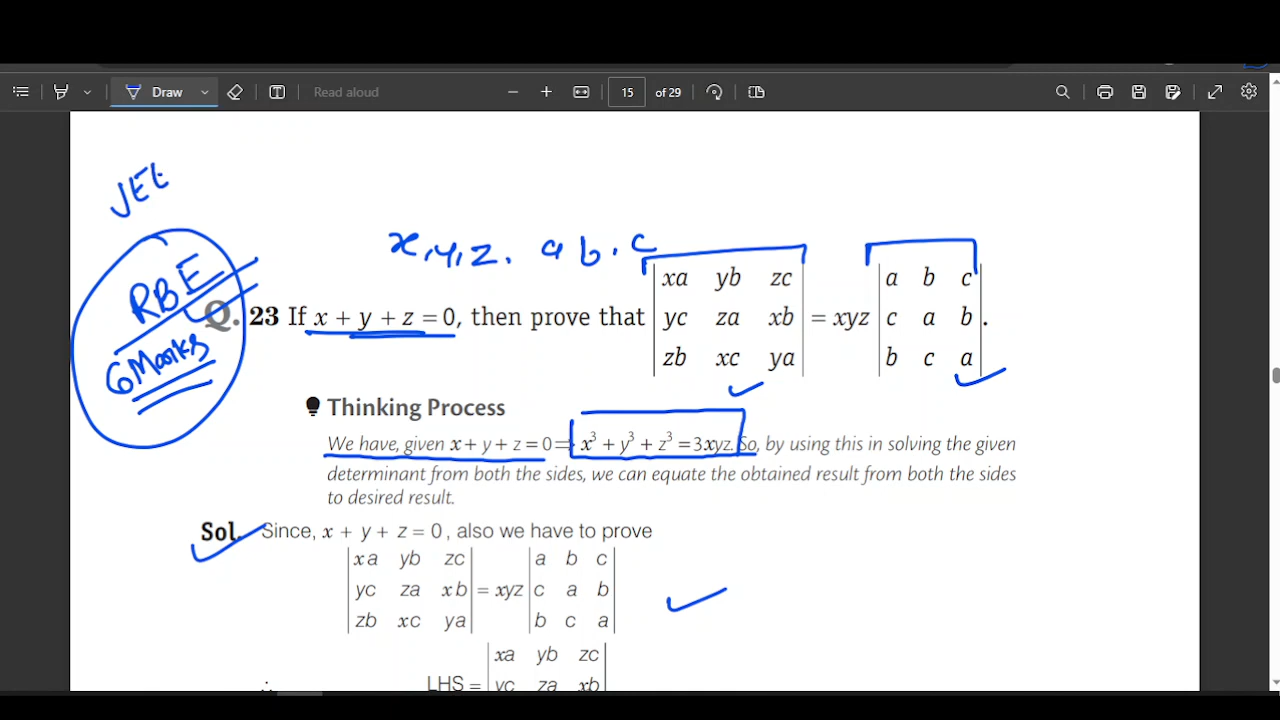 Draw
Read aloud
15 of 29
JEE
RBE
6 Marks
x, y, z, a b, c
Q. 23 If x + y + z = 0, then prove that | xa yb zc | = xyz | a b c |
| yc za xb | | c a b |
| zb xc ya | | b c a | .
Thinking Process
We have, given x + y + z = 0 ⇒ x³ + y³ + z³ = 3xyz. So, by using this in solving the given
determinant from both the sides, we can equate the obtained result from both the sides
to desired result.
Sol. Since, x + y + z = 0, also we have to prove
| xa yb zc | | a b c |
| yc za xb | = xyz | c a b |
| zb xc ya | | b c a |
| xa yb zc |
∴ LHS = | yc za xb |